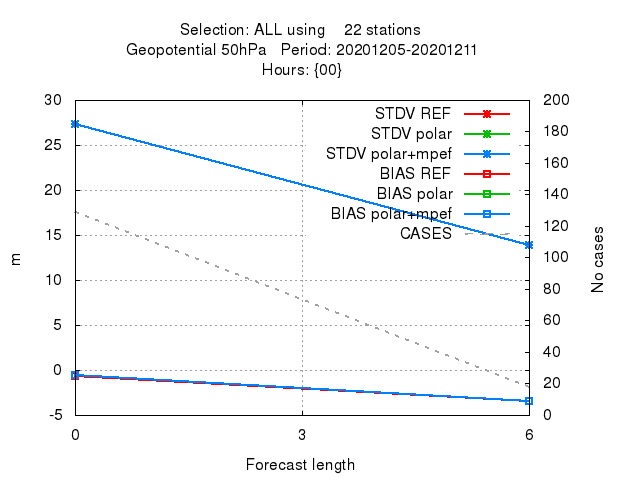 Selection: ALL using    22 stations
Geopotential 50hPa   Period: 20201205-20201211
Hours: {00}
30
25
20
15
10
5
0
-5
200
180
160
140
120
100
80
60
40
20
0
STDV REF
STDV polar
STDV polar+mpef
BIAS REF
BIAS polar
BIAS polar+mpef
CASES
m
No cases
0 3 6
Forecast length